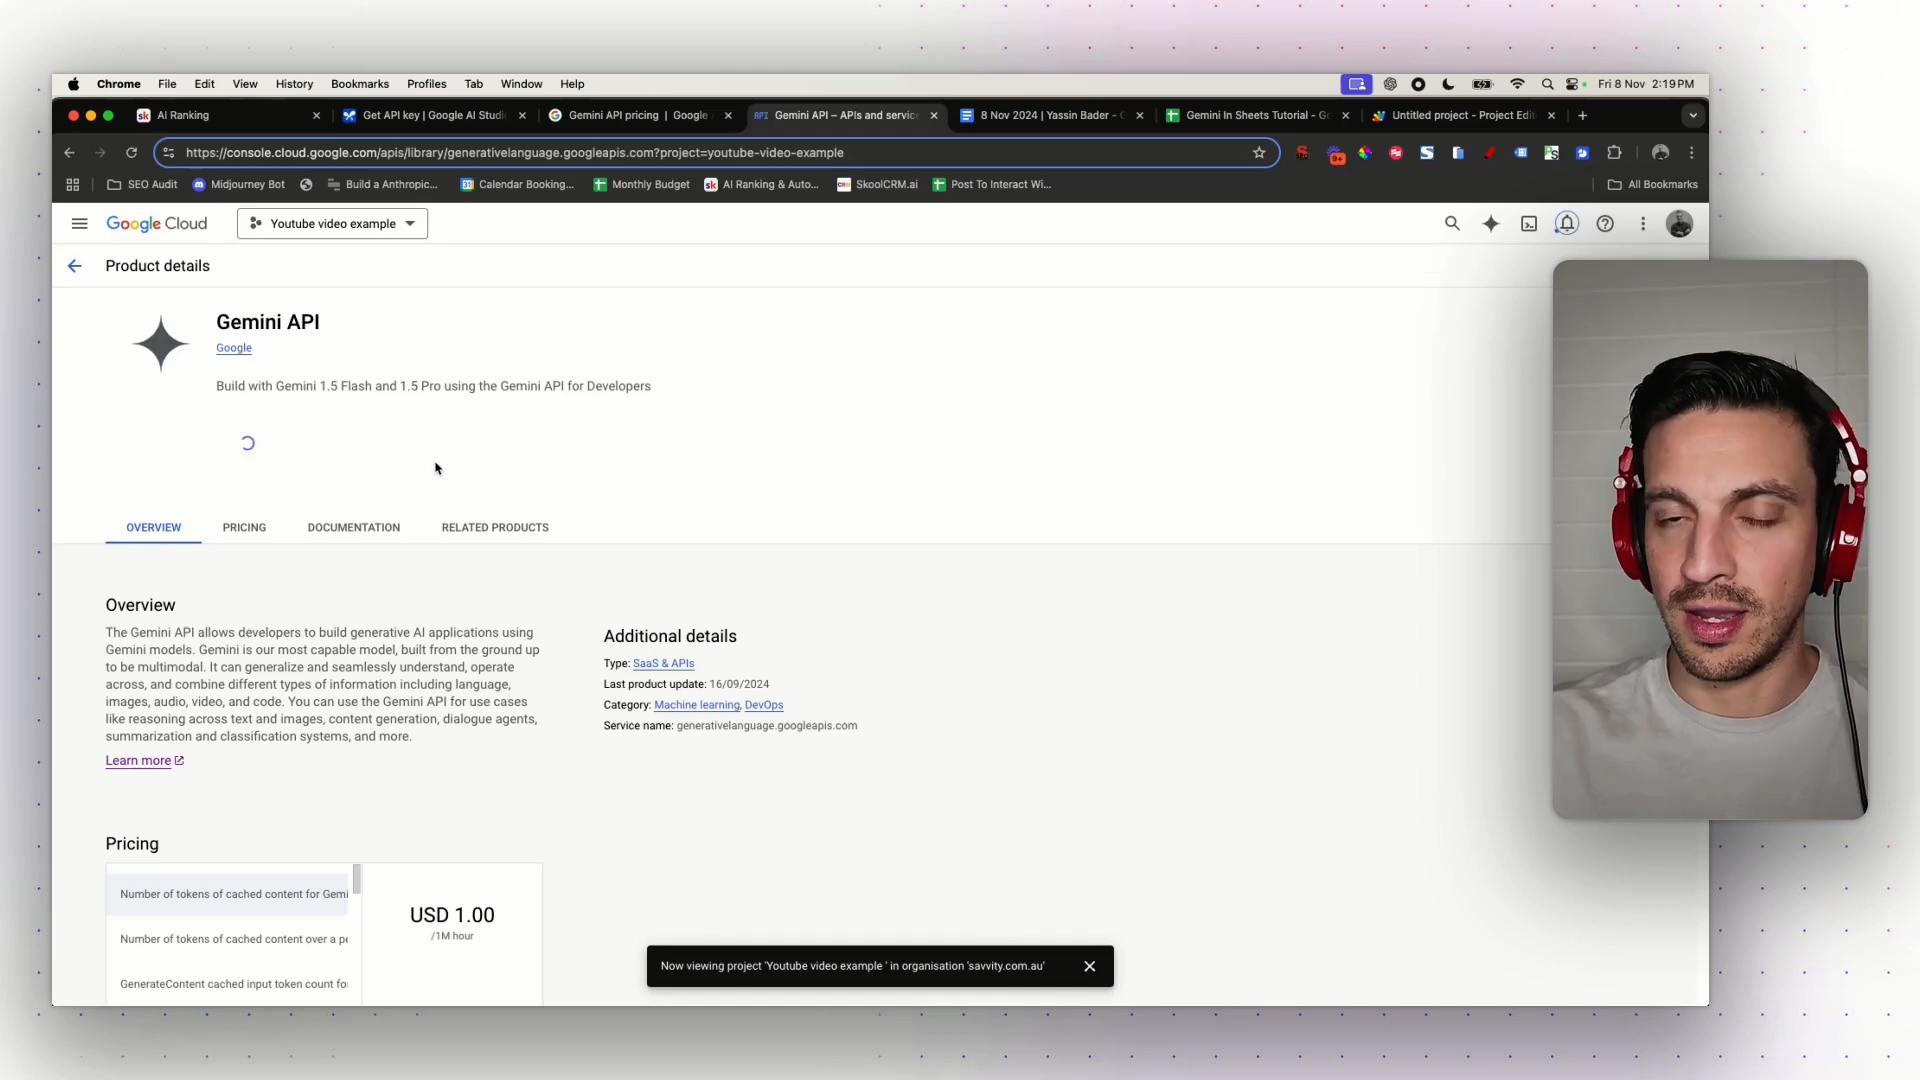 Chrome File Edit View History Bookmarks Profiles Tab Window Help Fri 8 Nov 2:19 PM
AI Ranking Get API key | Google AI Studi Gemini API pricing | Google Gemini API – APIs and service 8 Nov 2024 | Yassin Bader - G Gemini In Sheets Tutorial - Go Untitled project - Project Edit
https://console.cloud.google.com/apis/library/generativelanguage.googleapis.com?project=youtube-video-example 9+
SEO Audit Midjourney Bot Build a Anthropic... Calendar Booking... Monthly Budget AI Ranking & Auto... SkoolCRM.ai Post To Interact Wi... All Bookmarks
Google Cloud Youtube video example
Product details
Gemini API
Google
Build with Gemini 1.5 Flash and 1.5 Pro using the Gemini API for Developers
OVERVIEW PRICING DOCUMENTATION RELATED PRODUCTS
Overview
The Gemini API allows developers to build generative AI applications using
Gemini models. Gemini is our most capable model, built from the ground up
to be multimodal. It can generalize and seamlessly understand, operate
across, and combine different types of information including language,
images, audio, video, and code. You can use the Gemini API for use cases
like reasoning across text and images, content generation, dialogue agents,
summarization and classification systems, and more.
Learn more
Additional details
Type: SaaS & APIs
Last product update: 16/09/2024
Category: Machine learning, DevOps
Service name: generativelanguage.googleapis.com
Pricing
Number of tokens of cached content for Gemi
Number of tokens of cached content over a pe
GenerateContent cached input token count fo
USD 1.00
/1M hour
Now viewing project 'Youtube video example ' in organisation 'savvity.com.au'